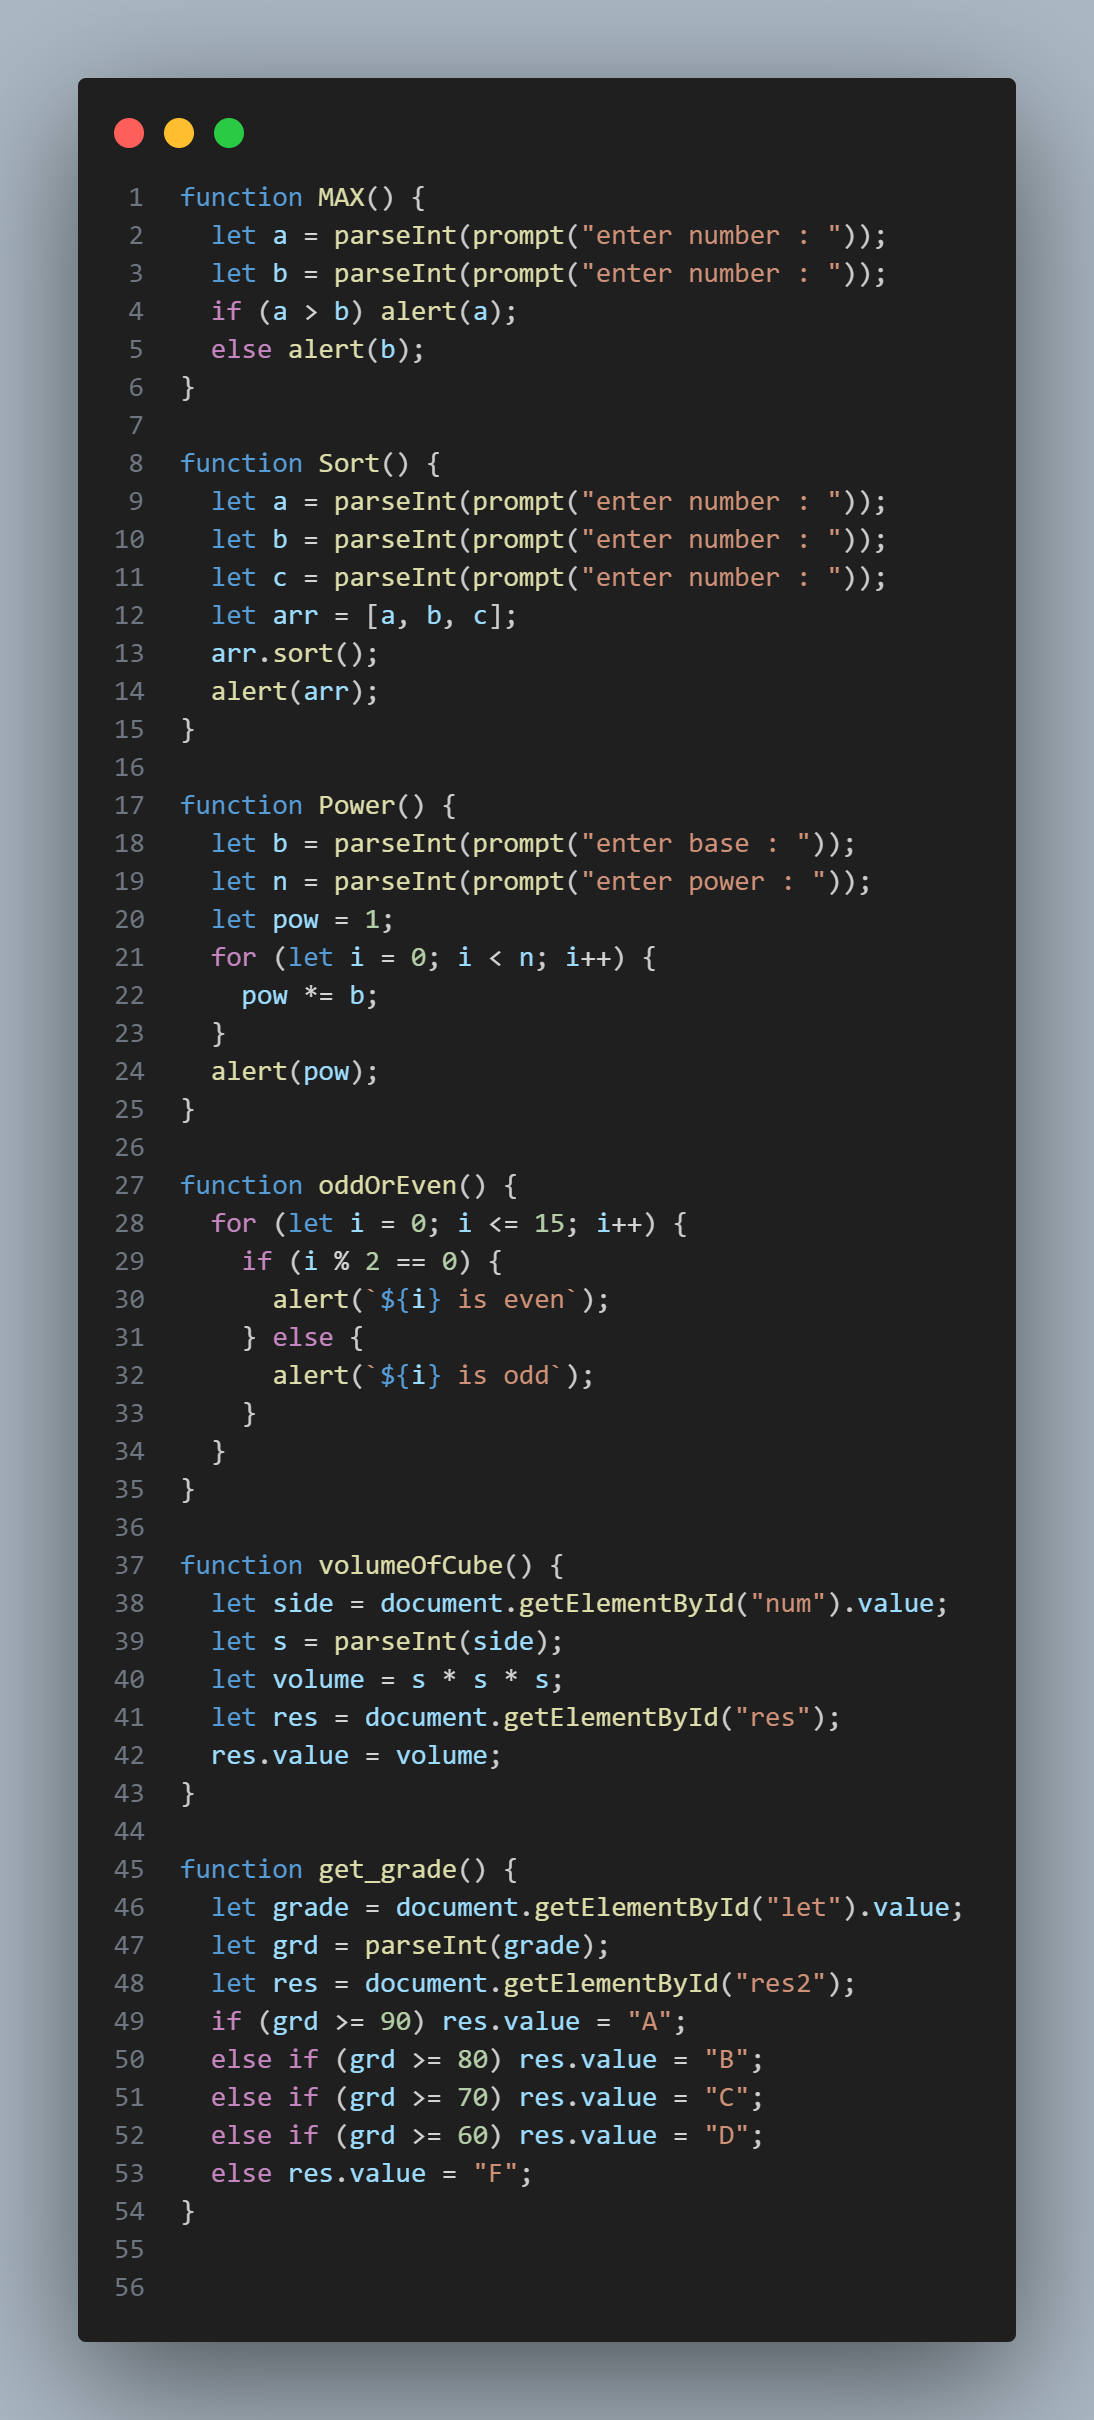 1 function MAX() {
2   let a = parseInt(prompt("enter number : "));
3   let b = parseInt(prompt("enter number : "));
4   if (a > b) alert(a);
5   else alert(b);
6 }
7
8 function Sort() {
9   let a = parseInt(prompt("enter number : "));
10   let b = parseInt(prompt("enter number : "));
11   let c = parseInt(prompt("enter number : "));
12   let arr = [a, b, c];
13   arr.sort();
14   alert(arr);
15 }
16
17 function Power() {
18   let b = parseInt(prompt("enter base : "));
19   let n = parseInt(prompt("enter power : "));
20   let pow = 1;
21   for (let i = 0; i < n; i++) {
22     pow *= b;
23   }
24   alert(pow);
25 }
26
27 function oddOrEven() {
28   for (let i = 0; i <= 15; i++) {
29     if (i % 2 == 0) {
30       alert(`${i} is even`);
31     } else {
32       alert(`${i} is odd`);
33     }
34   }
35 }
36
37 function volumeOfCube() {
38   let side = document.getElementById("num").value;
39   let s = parseInt(side);
40   let volume = s * s * s;
41   let res = document.getElementById("res");
42   res.value = volume;
43 }
44
45 function get_grade() {
46   let grade = document.getElementById("let").value;
47   let grd = parseInt(grade);
48   let res = document.getElementById("res2");
49   if (grd >= 90) res.value = "A";
50   else if (grd >= 80) res.value = "B";
51   else if (grd >= 70) res.value = "C";
52   else if (grd >= 60) res.value = "D";
53   else res.value = "F";
54 }
55
56